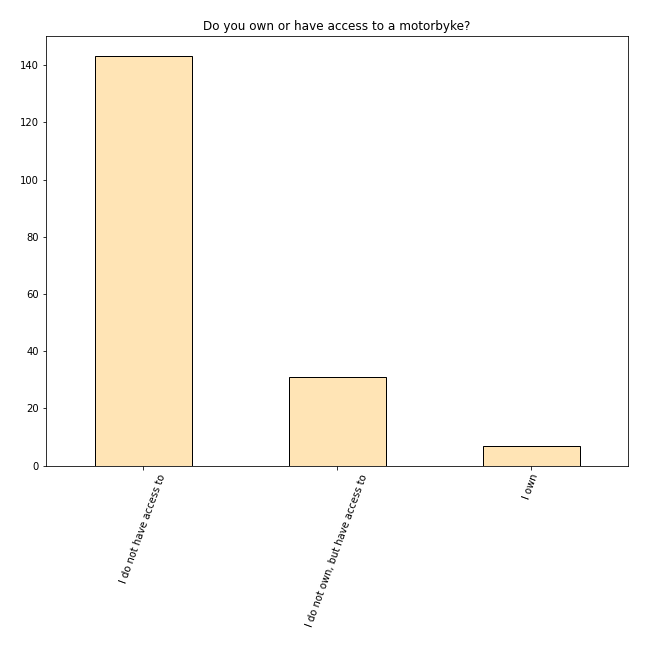 Do you own or have access to a motorbyke?
140
120
100
80
60
40
20
0
I do not have access to
I do not own, but have access to
I own